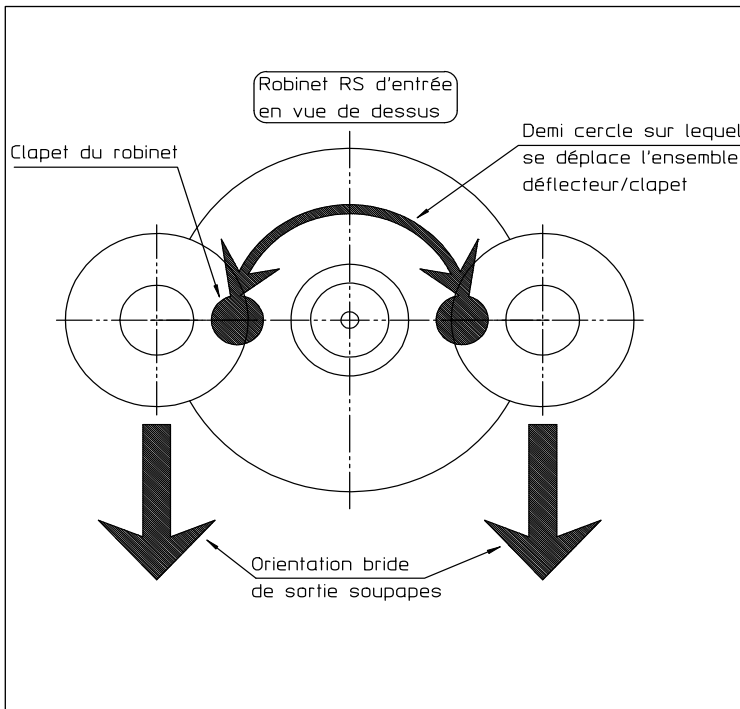 Robinet RS d'entrée
en vue de dessus
Clapet du robinet
Demi cercle sur lequel
se déplace l'ensemble
déflecteur/clapet
Orientation bride
de sortie soupapes